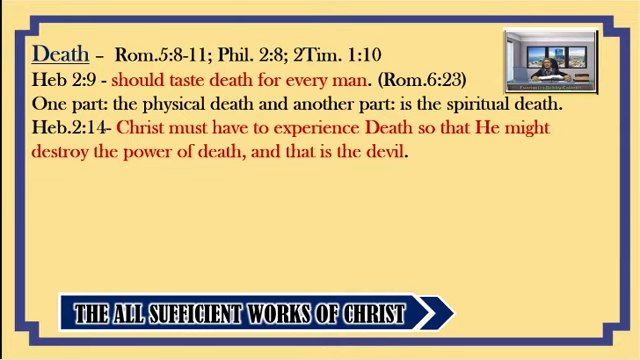 Death – Rom.5:8-11; Phil. 2:8; 2Tim. 1:10
Heb 2:9 - should taste death for every man. (Rom.6:23)
One part: the physical death and another part: is the spiritual death.
Heb.2:14- Christ must have to experience Death so that He might
destroy the power of death, and that is the devil.
THE ALL SUFFICIENT WORKS OF CHRIST